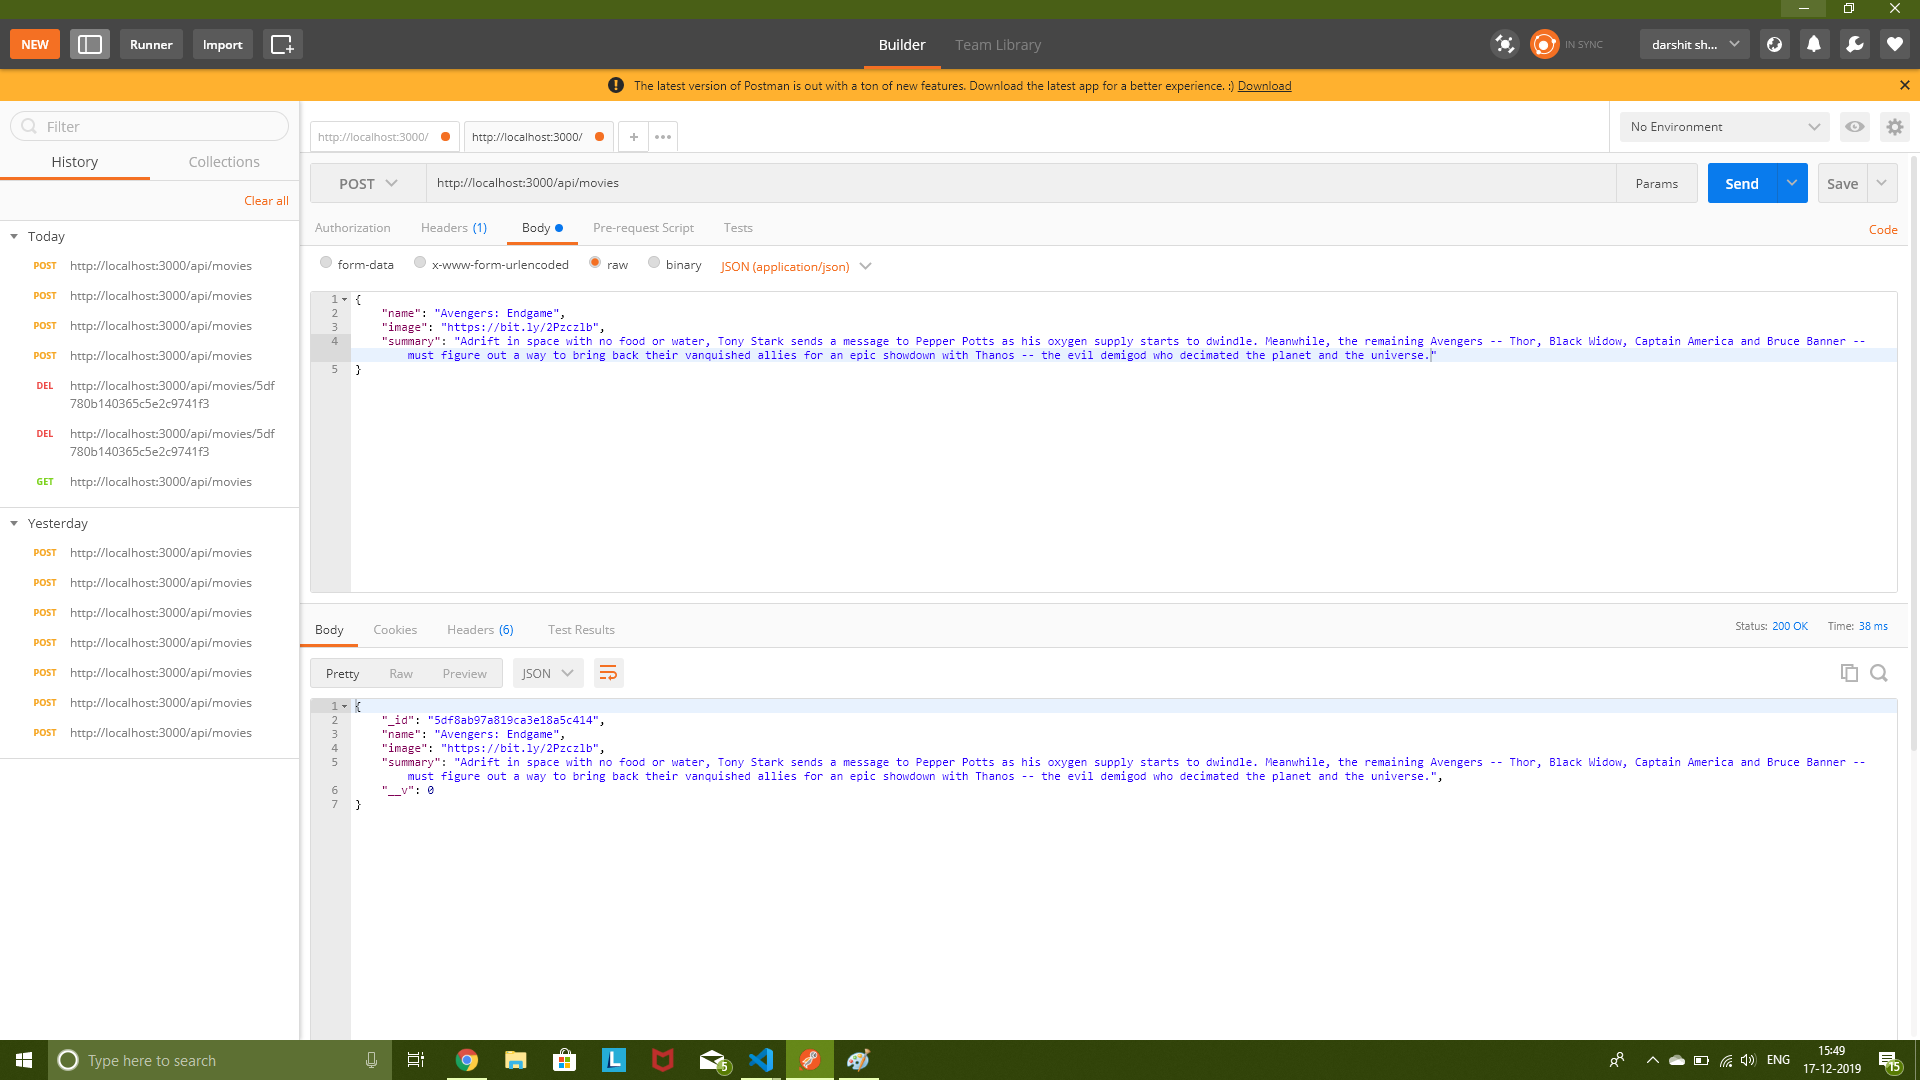 NEW
Runner
Import
Builder
Team Library
IN SYNC
darshit sh...
The latest version of Postman is out with a ton of new features. Download the latest app for a better experience. :) Download
Filter
History
Collections
Clear all
Today
POST http://localhost:3000/api/movies
POST http://localhost:3000/api/movies
POST http://localhost:3000/api/movies
POST http://localhost:3000/api/movies
DEL http://localhost:3000/api/movies/5df
780b140365c5e2c9741f3
DEL http://localhost:3000/api/movies/5df
780b140365c5e2c9741f3
GET http://localhost:3000/api/movies
Yesterday
POST http://localhost:3000/api/movies
POST http://localhost:3000/api/movies
POST http://localhost:3000/api/movies
POST http://localhost:3000/api/movies
POST http://localhost:3000/api/movies
POST http://localhost:3000/api/movies
POST http://localhost:3000/api/movies
http://localhost:3000/
http://localhost:3000/
No Environment
POST
http://localhost:3000/api/movies
Params
Send
Save
Authorization
Headers (1)
Body
Pre-request Script
Tests
Code
form-data
x-www-form-urlencoded
raw
binary
JSON (application/json)
1 {
2 "name": "Avengers: Endgame",
3 "image": "https://bit.ly/2Pzczlb",
4 "summary": "Adrift in space with no food or water, Tony Stark sends a message to Pepper Potts as his oxygen supply starts to dwindle. Meanwhile, the remaining Avengers -- Thor, Black Widow, Captain America and Bruce Banner --
must figure out a way to bring back their vanquished allies for an epic showdown with Thanos -- the evil demigod who decimated the planet and the universe."
5 }
Body
Cookies
Headers (6)
Test Results
Status: 200 OK
Time: 38 ms
Pretty
Raw
Preview
JSON
1 {
2 "_id": "5df8ab97a819ca3e18a5c414",
3 "name": "Avengers: Endgame",
4 "image": "https://bit.ly/2Pzczlb",
5 "summary": "Adrift in space with no food or water, Tony Stark sends a message to Pepper Potts as his oxygen supply starts to dwindle. Meanwhile, the remaining Avengers -- Thor, Black Widow, Captain America and Bruce Banner --
must figure out a way to bring back their vanquished allies for an epic showdown with Thanos -- the evil demigod who decimated the planet and the universe.",
6 "__v": 0
7 }
Type here to search
L
5
ENG
15:49
17-12-2019
15